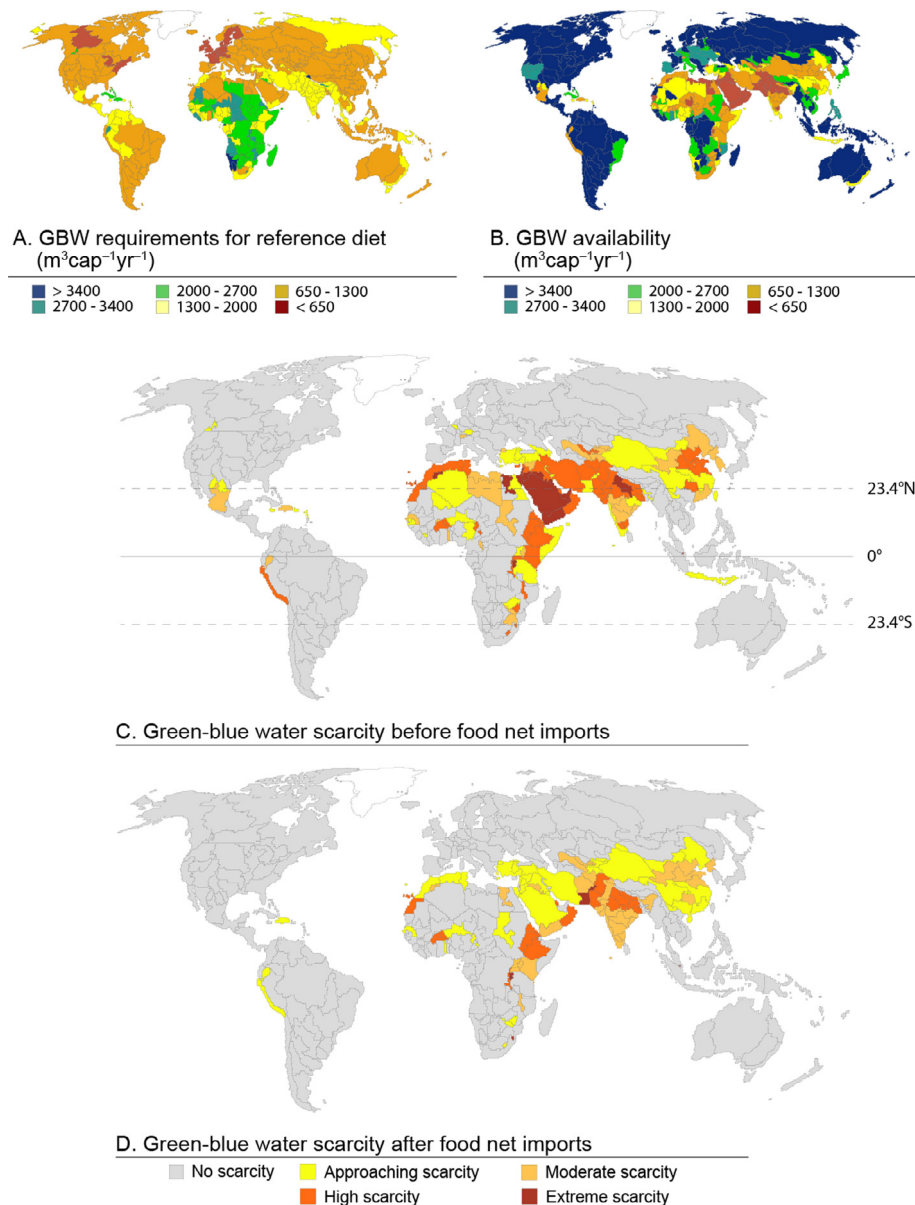 A. GBW requirements for reference diet
(m³cap⁻¹yr⁻¹)
> 3400 2000 - 2700 650 - 1300
2700 - 3400 1300 - 2000 < 650
B. GBW availability
(m³cap⁻¹yr⁻¹)
> 3400 2000 - 2700 650 - 1300
2700 - 3400 1300 - 2000 < 650
23.4ºN
0º
23.4ºS
C. Green-blue water scarcity before food net imports
D. Green-blue water scarcity after food net imports
No scarcity Approaching scarcity Moderate scarcity
High scarcity Extreme scarcity